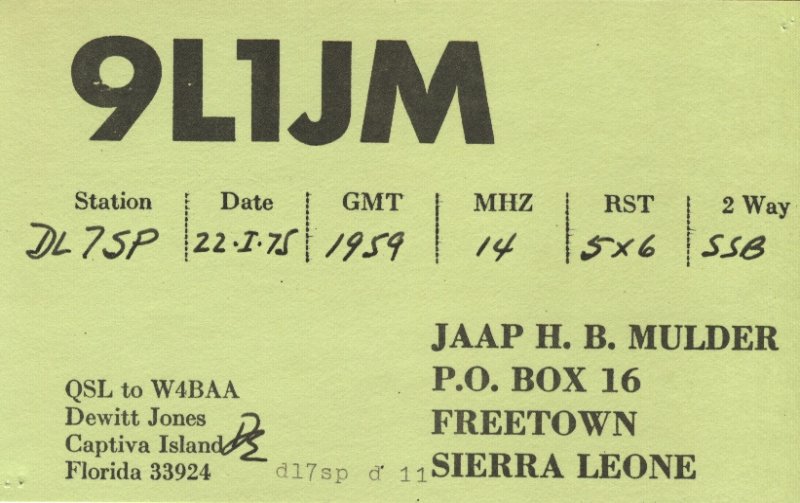 9L1JM
Station Date GMT MHZ RST 2 Way
DL7SP 22·I·75 1959 14 5x6 SSB
JAAP H. B. MULDER
P.O. BOX 16
FREETOWN
SIERRA LEONE
QSL to W4BAA
Dewitt Jones
Captiva Island
Florida 33924
dl7sp d 11